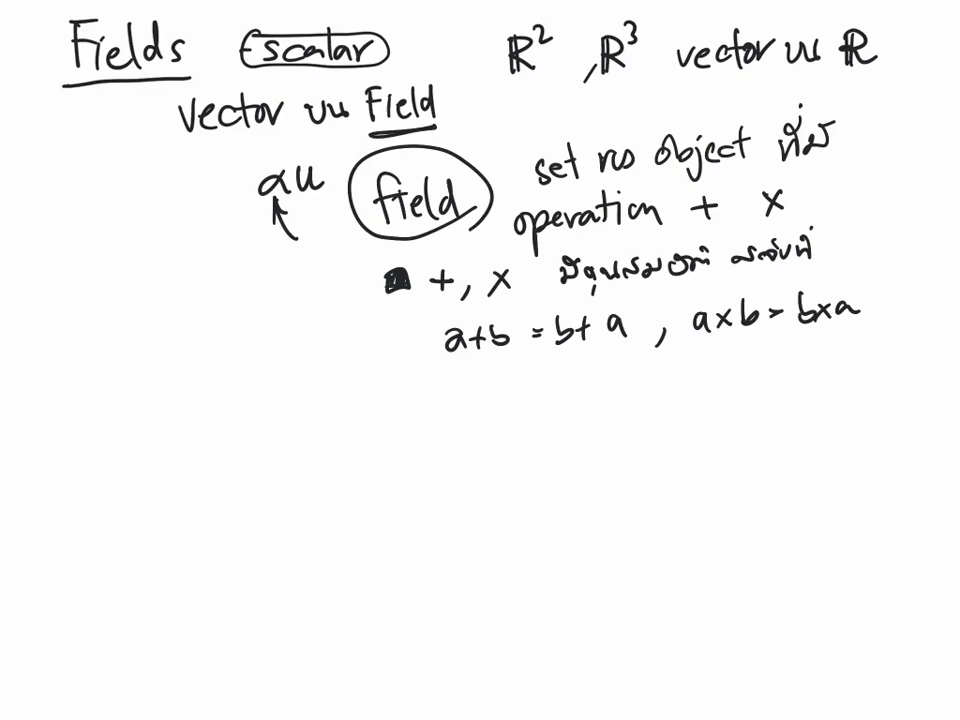 Fields scalar ℝ², ℝ³ vector บน ℝ
vector บน Field
αu field set ของ object ที่มี
operation + ×
+, × มีคุณสมบัติ สลับที่
a+b = b+a , a×b = b×a